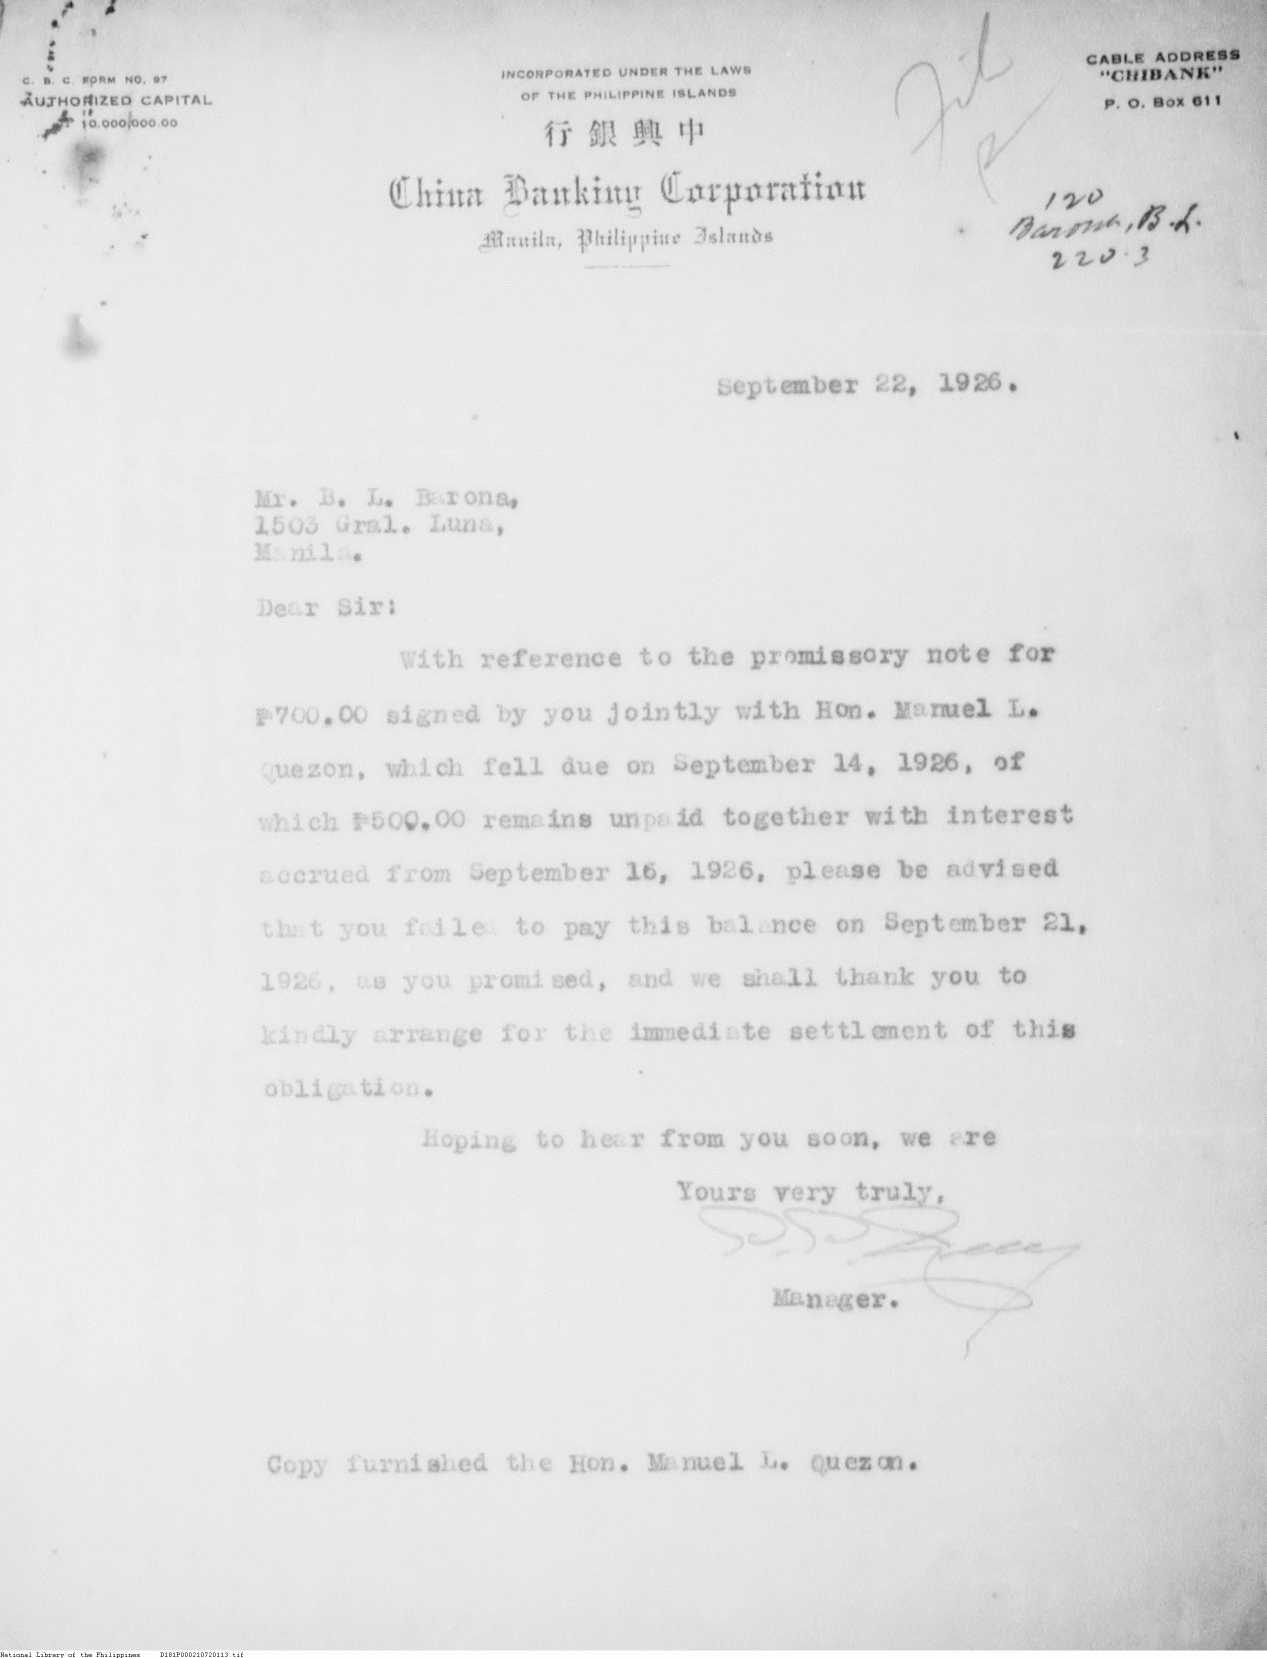 C. B. C. FORM NO. 97
AUTHORIZED CAPITAL
₱ 10.000,000.00
INCORPORATED UNDER THE LAWS
OF THE PHILIPPINE ISLANDS
行銀興中
China Banking Corporation
Manila, Philippine Islands
CABLE ADDRESS
"CHIBANK"
P. O. Box 611
120
Barona, B.L.
220.3
September 22, 1926.
Mr. B. L. Barona,
1503 Gral. Luna,
Manila.
Dear Sir:
With reference to the promissory note for
₱700.00 signed by you jointly with Hon. Manuel L.
Quezon, which fell due on September 14, 1926, of
which ₱500.00 remains unpaid together with interest
accrued from September 16, 1926, please be advised
that you failed to pay this balance on September 21,
1926, as you promised, and we shall thank you to
kindly arrange for the immediate settlement of this
obligation.
Hoping to hear from you soon, we are
Yours very truly,
Manager.
Copy furnished the Hon. Manuel L. Quezon.
National Library of the Philippines D181P000210720113.tif